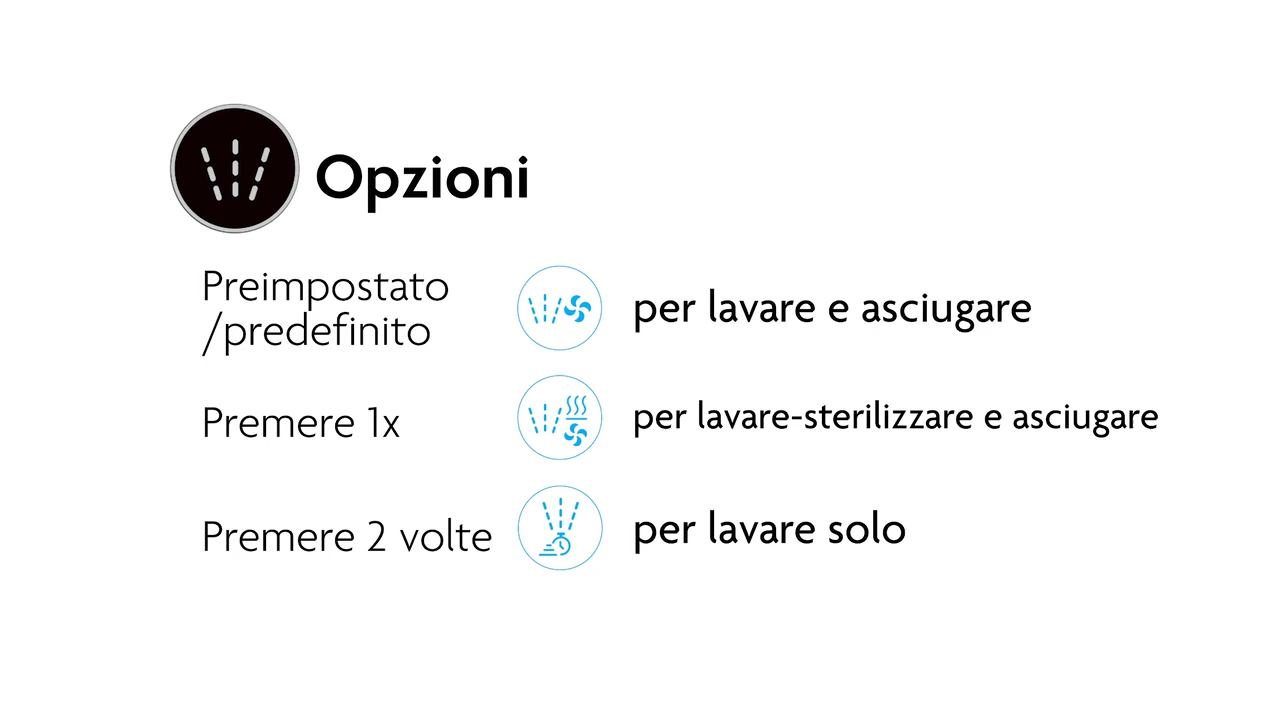 Opzioni
Preimpostato
/predefinito
per lavare e asciugare
Premere 1x
per lavare-sterilizzare e asciugare
Premere 2 volte
per lavare solo